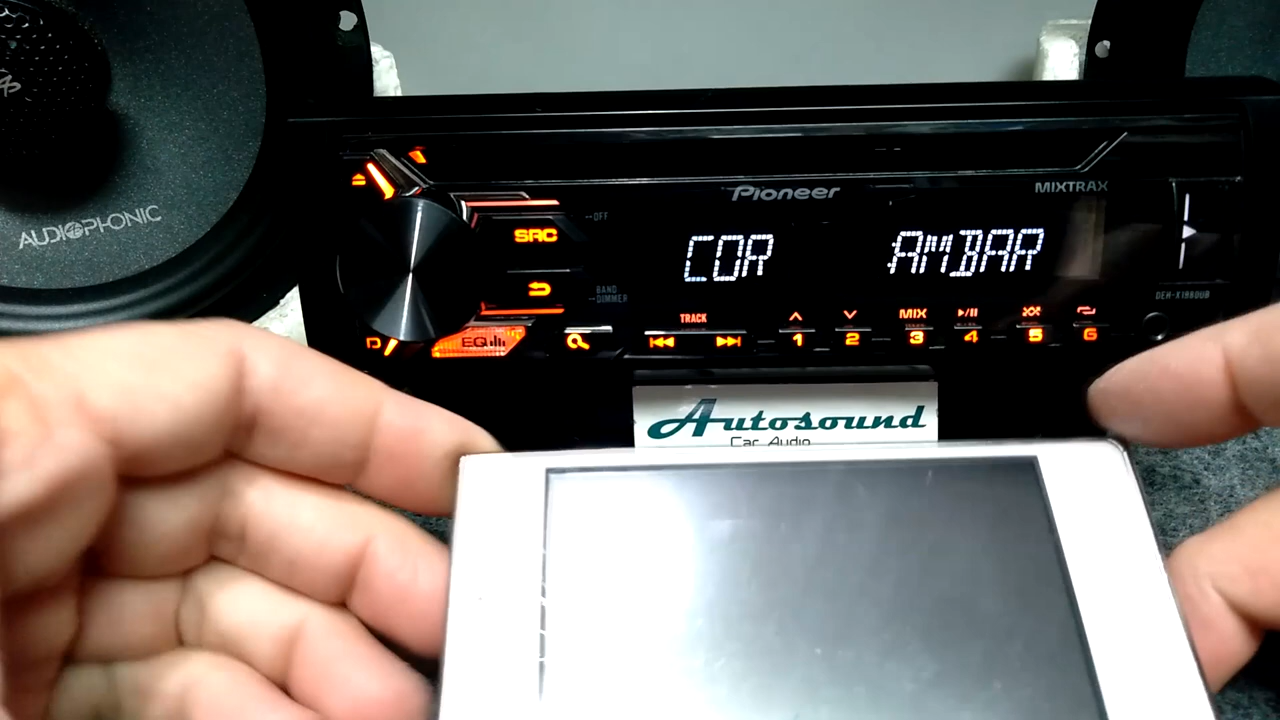 AUDIOPHONIC
Pioneer
MIXTRAX
OFF
SRC
COR AMBAR
BAND
DIMMER
DEH-X1980UB
TRACK
MIX
D
EQ
1 2 3 4 5 6
Autosound
Car Audio